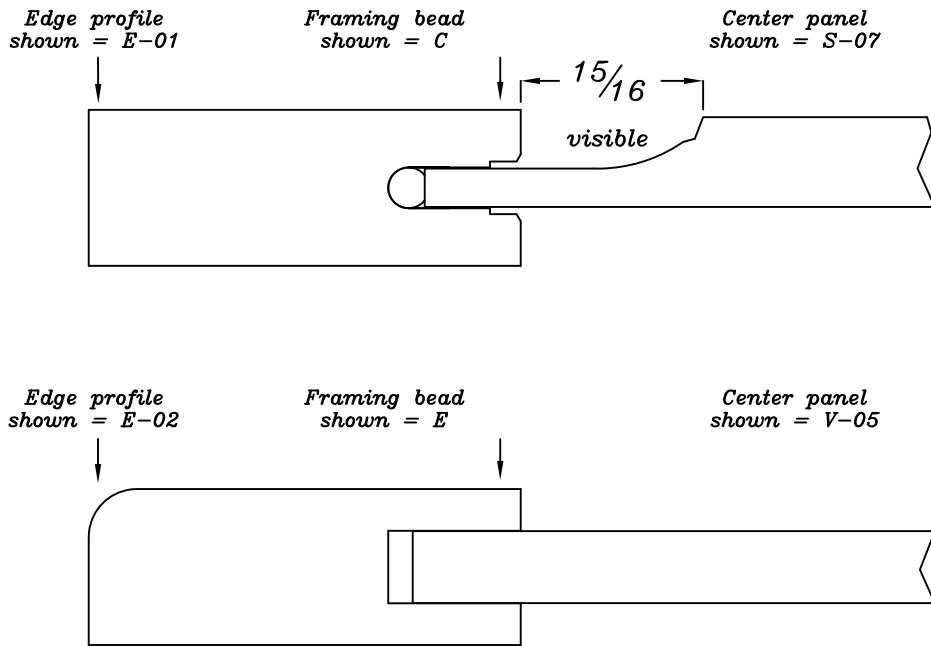 Edge profile
shown = E-01
Framing bead
shown = C
Center panel
shown = S-07
15/16
visible
Edge profile
shown = E-02
Framing bead
shown = E
Center panel
shown = V-05